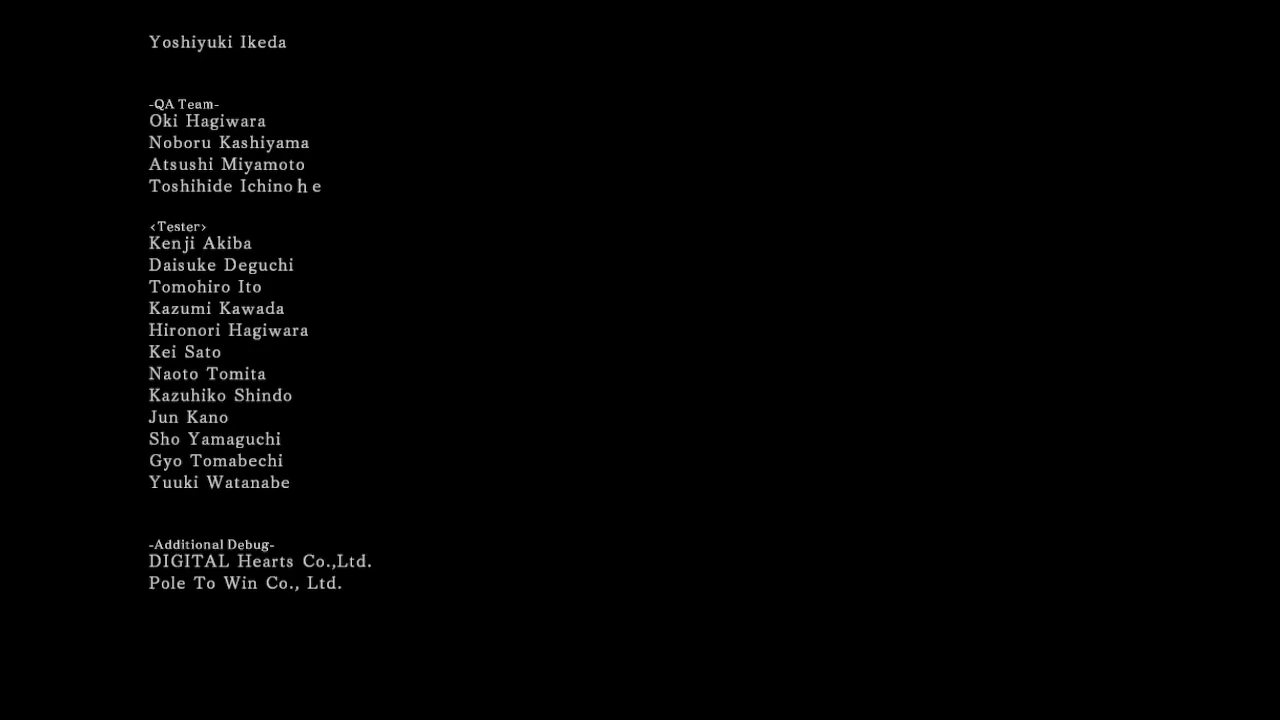 Yoshiyuki Ikeda
-QA Team-
Oki Hagiwara
Noboru Kashiyama
Atsushi Miyamoto
Toshihide Ichinoｈe
<Tester>
Kenji Akiba
Daisuke Deguchi
Tomohiro Ito
Kazumi Kawada
Hironori Hagiwara
Kei Sato
Naoto Tomita
Kazuhiko Shindo
Jun Kano
Sho Yamaguchi
Gyo Tomabechi
Yuuki Watanabe
-Additional Debug-
DIGITAL Hearts Co.,Ltd.
Pole To Win Co., Ltd.